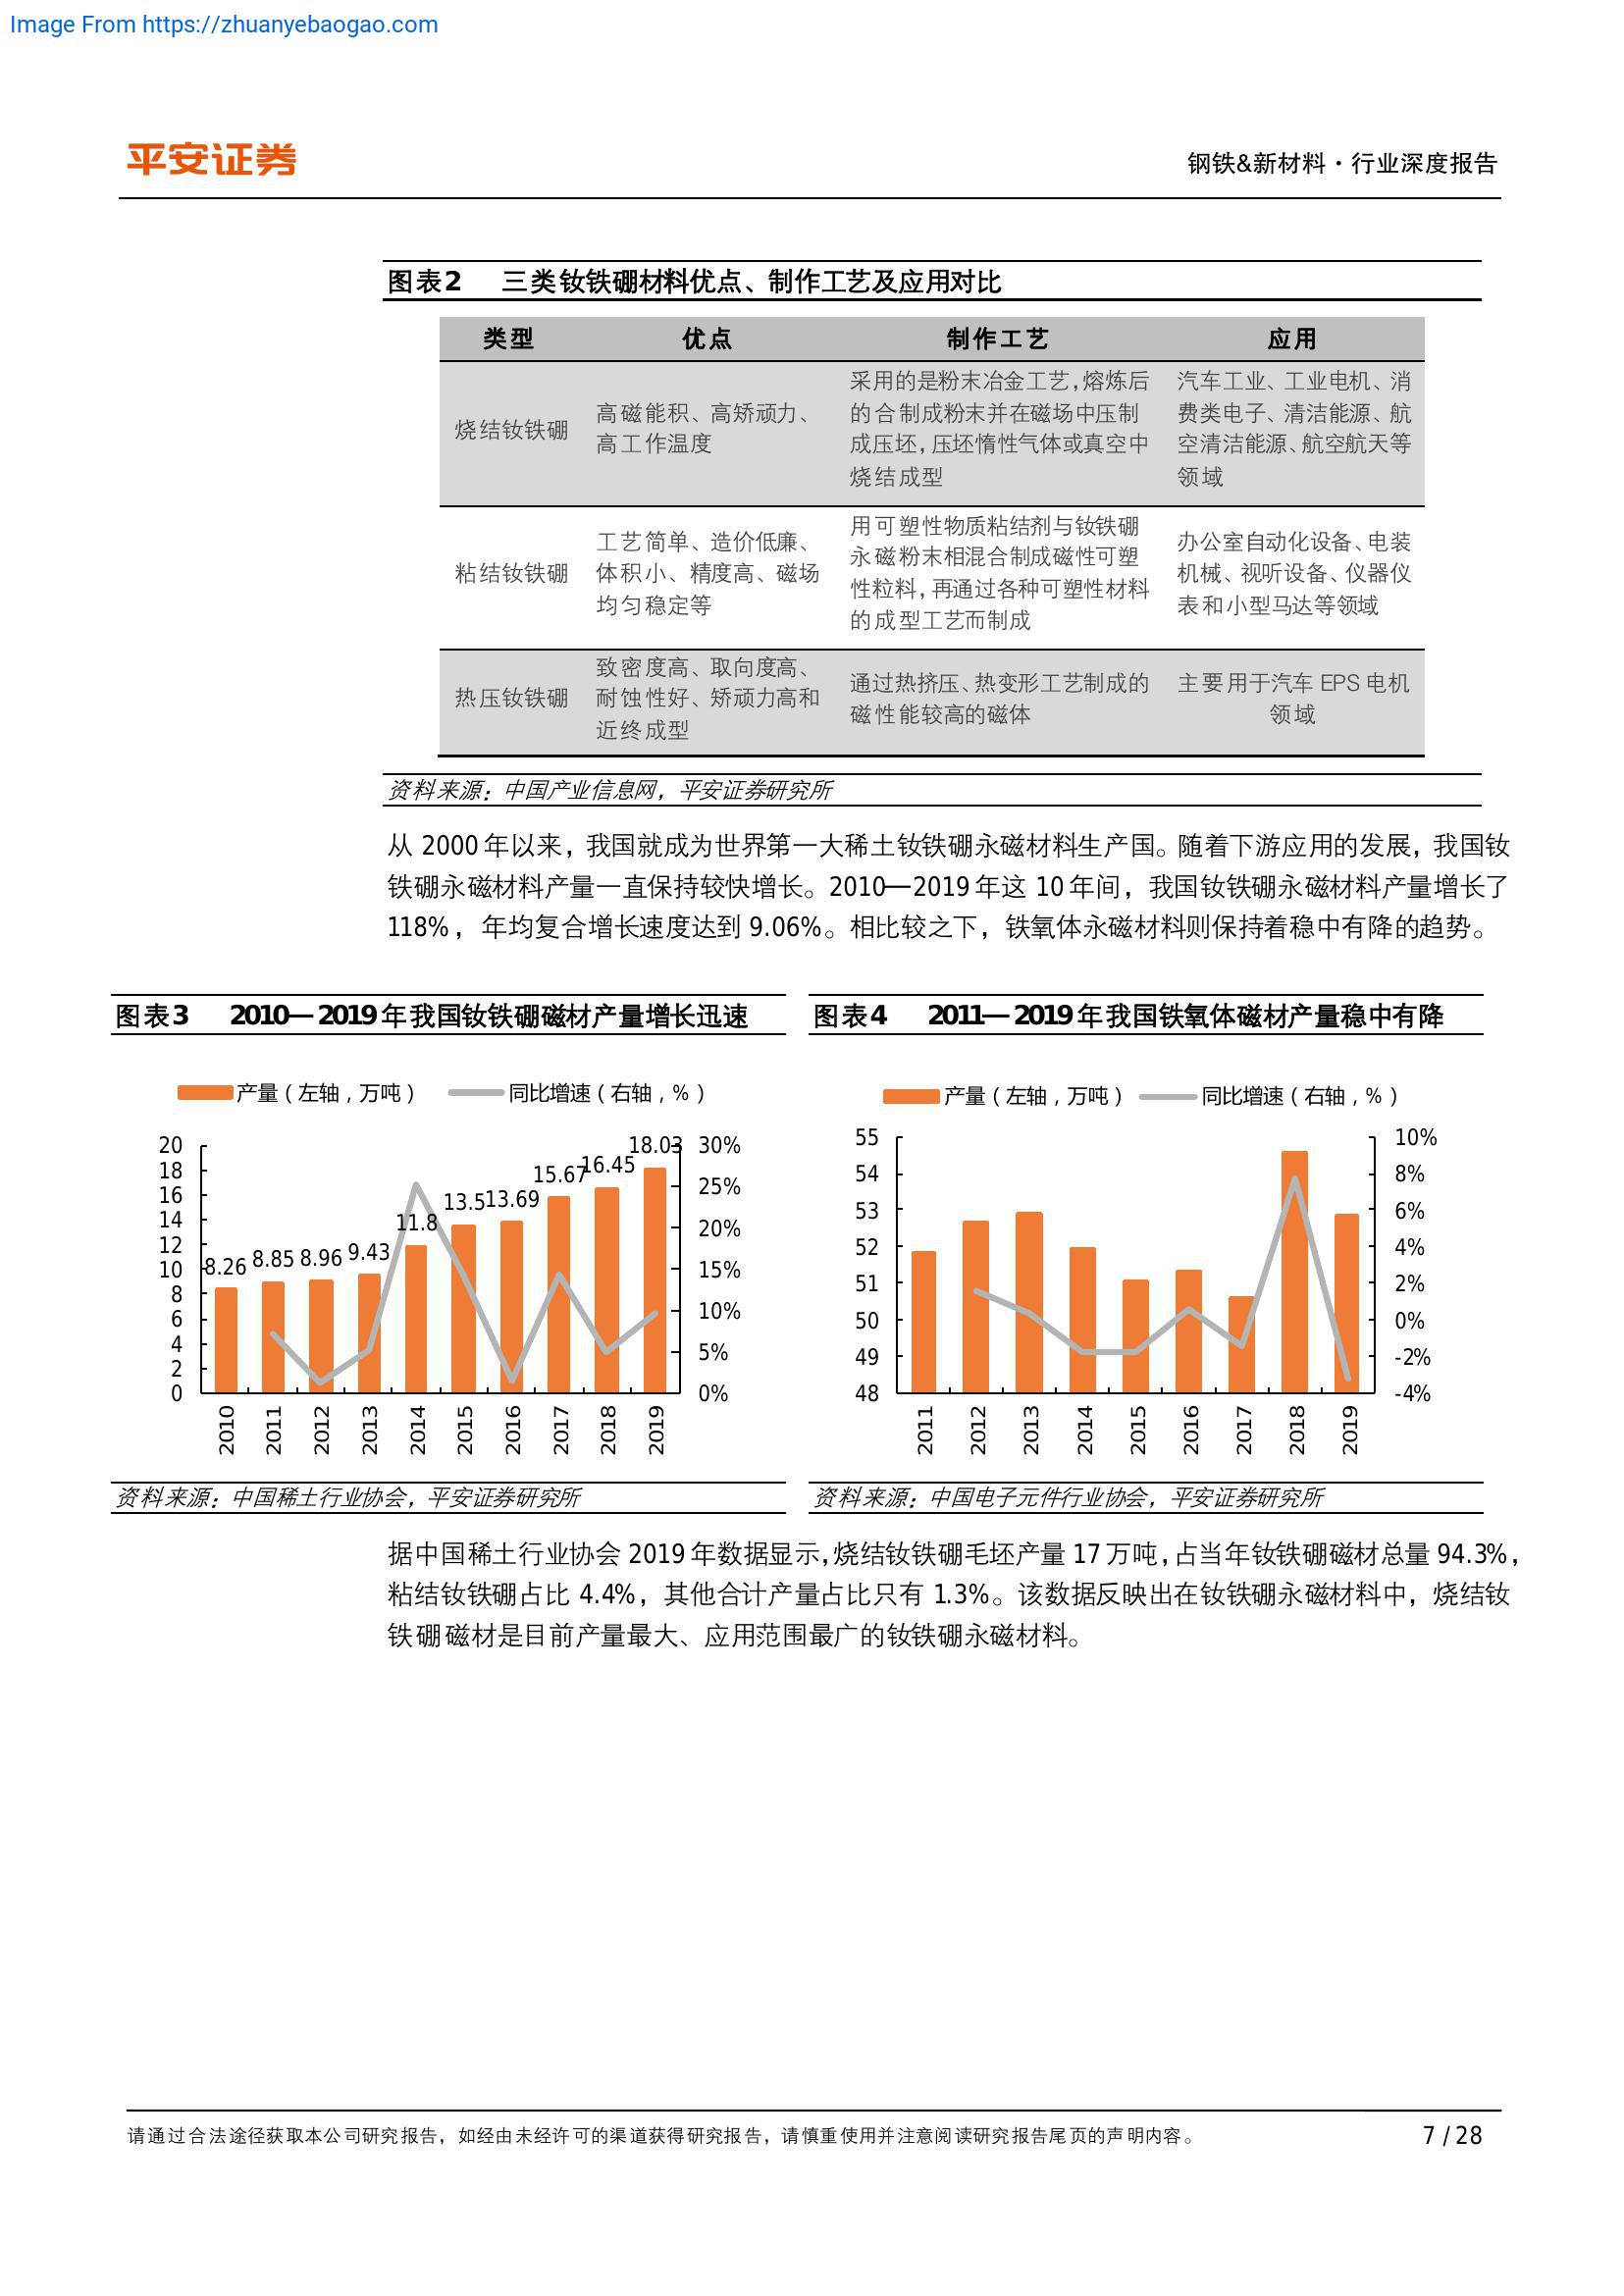 Image From https://zhuanyebaogao.com
平安证券
钢铁&新材料·行业深度报告
图表2 三类钕铁硼材料优点、制作工艺及应用对比
类型 优点 制作工艺 应用
烧结钕铁硼
高磁能积、高矫顽力、
高工作温度
采用的是粉末冶金工艺,熔炼后
的合制成粉末并在磁场中压制
成压坯,压坯惰性气体或真空中
烧结成型
汽车工业、工业电机、消
费类电子、清洁能源、航
空清洁能源、航空航天等
领域
粘结钕铁硼
工艺简单、造价低廉、
体积小、精度高、磁场
均匀稳定等
用可塑性物质粘结剂与钕铁硼
永磁粉末相混合制成磁性可塑
性粒料,再通过各种可塑性材料
的成型工艺而制成
办公室自动化设备、电装
机械、视听设备、仪器仪
表和小型马达等领域
热压钕铁硼
致密度高、取向度高、
耐蚀性好、矫顽力高和
近终成型
通过热挤压、热变形工艺制成的
磁性能较高的磁体
主要用于汽车 EPS 电机
领域
资料来源:中国产业信息网,平安证券研究所
从 2000 年以来,我国就成为世界第一大稀土钕铁硼永磁材料生产国。随着下游应用的发展,我国钕
铁硼永磁材料产量一直保持较快增长。2010—2019 年这 10 年间,我国钕铁硼永磁材料产量增长了
118%,年均复合增长速度达到 9.06%。相比较之下,铁氧体永磁材料则保持着稳中有降的趋势。
图表3 2010—2019年我国钕铁硼磁材产量增长迅速
产量(左轴,万吨) 同比增速(右轴,%)
20
18
16
14
12
10
8
6
4
2
0
8.26 8.85 8.96 9.43 11.8 13.5 13.69 15.67 16.45 18.03
30%
25%
20%
15%
10%
5%
0%
2010 2011 2012 2013 2014 2015 2016 2017 2018 2019
资料来源:中国稀土行业协会,平安证券研究所
图表4 2011—2019年我国铁氧体磁材产量稳中有降
产量(左轴,万吨) 同比增速(右轴,%)
55
54
53
52
51
50
49
48
10%
8%
6%
4%
2%
0%
-2%
-4%
2011 2012 2013 2014 2015 2016 2017 2018 2019
资料来源:中国电子元件行业协会,平安证券研究所
据中国稀土行业协会 2019 年数据显示,烧结钕铁硼毛坯产量 17 万吨,占当年钕铁硼磁材总量 94.3%,
粘结钕铁硼占比 4.4%,其他合计产量占比只有 1.3%。该数据反映出在钕铁硼永磁材料中,烧结钕
铁硼磁材是目前产量最大、应用范围最广的钕铁硼永磁材料。
请通过合法途径获取本公司研究报告,如经由未经许可的渠道获得研究报告,请慎重使用并注意阅读研究报告尾页的声明内容。
7 / 28